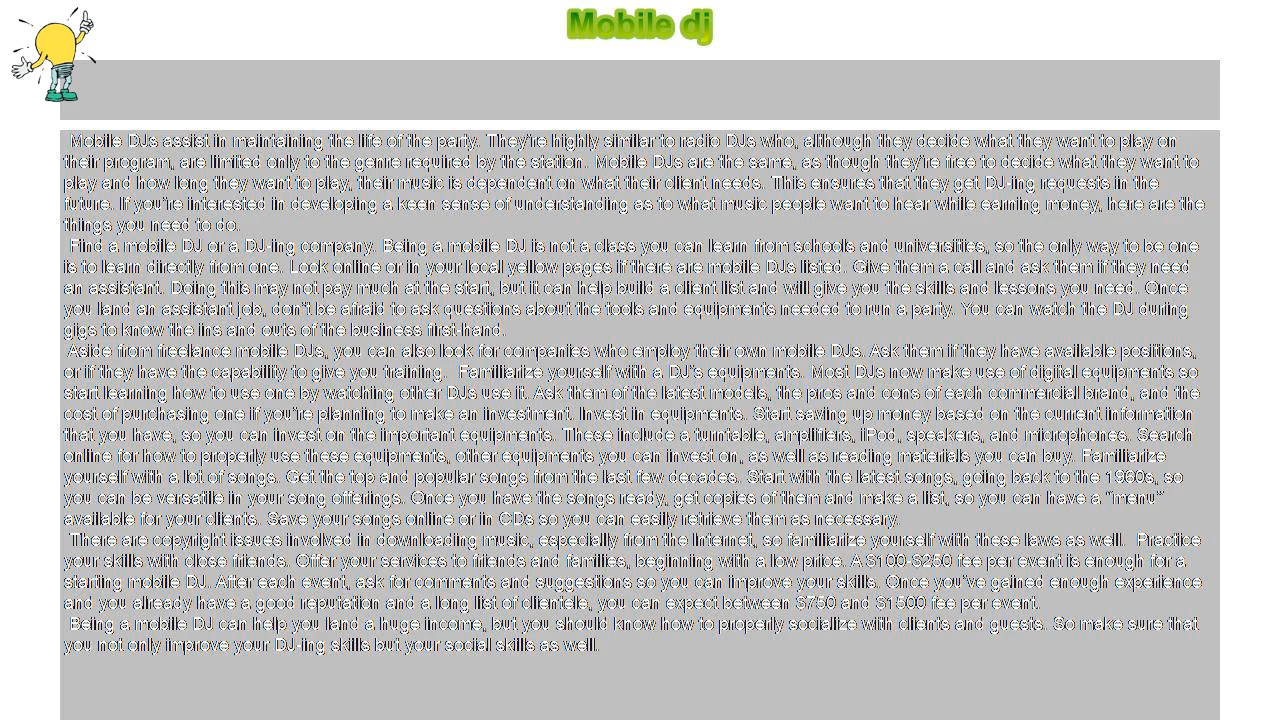 Mobile dj
Mobile DJs assist in maintaining the life of the party. They're highly similar to radio DJs who, although they decide what they want to play on
their program, are limited only to the genre required by the station. Mobile DJs are the same, as though they're free to decide what they want to
play and how long they want to play, their music is dependent on what their client needs. This ensures that they get DJ-ing requests in the
future. If you're interested in developing a keen sense of understanding as to what music people want to hear while earning money, here are the
things you need to do.
Find a mobile DJ or a DJ-ing company. Being a mobile DJ is not a class you can learn from schools and universities, so the only way to be one
is to learn directly from one. Look online or in your local yellow pages if there are mobile DJs listed. Give them a call and ask them if they need
an assistant. Doing this may not pay much at the start, but it can help build a client list and will give you the skills and lessons you need. Once
you land an assistant job, don"t be afraid to ask questions about the tools and equipments needed to run a party. You can watch the DJ during
gigs to know the ins and outs of the business first-hand.
Aside from freelance mobile DJs, you can also look for companies who employ their own mobile DJs. Ask them if they have available positions,
or if they have the capability to give you training.  Familiarize yourself with a DJ's equipments. Most DJs now make use of digital equipments so
start learning how to use one by watching other DJs use it. Ask them of the latest models, the pros and cons of each commercial brand, and the
cost of purchasing one if you're planning to make an investment. Invest in equipments. Start saving up money based on the current information
that you have, so you can invest on the important equipments. These include a turntable, amplifiers, iPod, speakers, and microphones. Search
online for how to properly use these equipments, other equipments you can invest on, as well as reading materials you can buy. Familiarize
yourself with a lot of songs. Get the top and popular songs from the last few decades. Start with the latest songs, going back to the 1960s, so
you can be versatile in your song offerings. Once you have the songs ready, get copies of them and make a list, so you can have a "menu"
available for your clients. Save your songs online or in CDs so you can easily retrieve them as necessary.
There are copyright issues involved in downloading music, especially from the Internet, so familiarize yourself with these laws as well.  Practice
your skills with close friends. Offer your services to friends and families, beginning with a low price. A $100-$250 fee per event is enough for a
starting mobile DJ. After each event, ask for comments and suggestions so you can improve your skills. Once you've gained enough experience
and you already have a good reputation and a long list of clientele, you can expect between $750 and $1500 fee per event.
Being a mobile DJ can help you land a huge income, but you should know how to properly socialize with clients and guests. So make sure that
you not only improve your DJ-ing skills but your social skills as well.